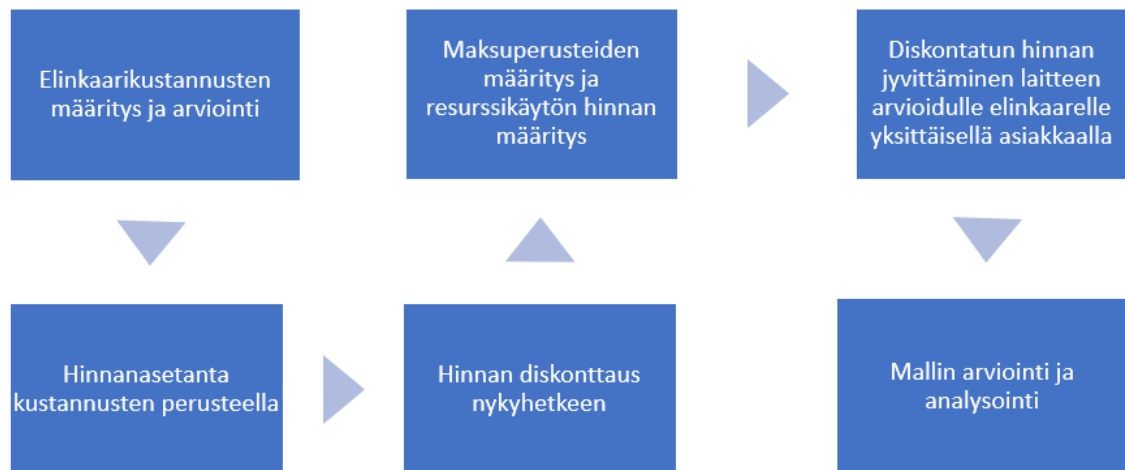 Elinkaarikustannusten
määritys ja arviointi
Hinnanasetanta
kustannusten perusteella
Hinnan diskonttaus
nykyhetkeen
Maksuperusteiden
määritys ja
resurssikäytön hinnan
määritys
Diskontatun hinnan
jyvittäminen laitteen
arvioidulle elinkaarelle
yksittäisellä asiakkaalla
Mallin arviointi ja
analysointi